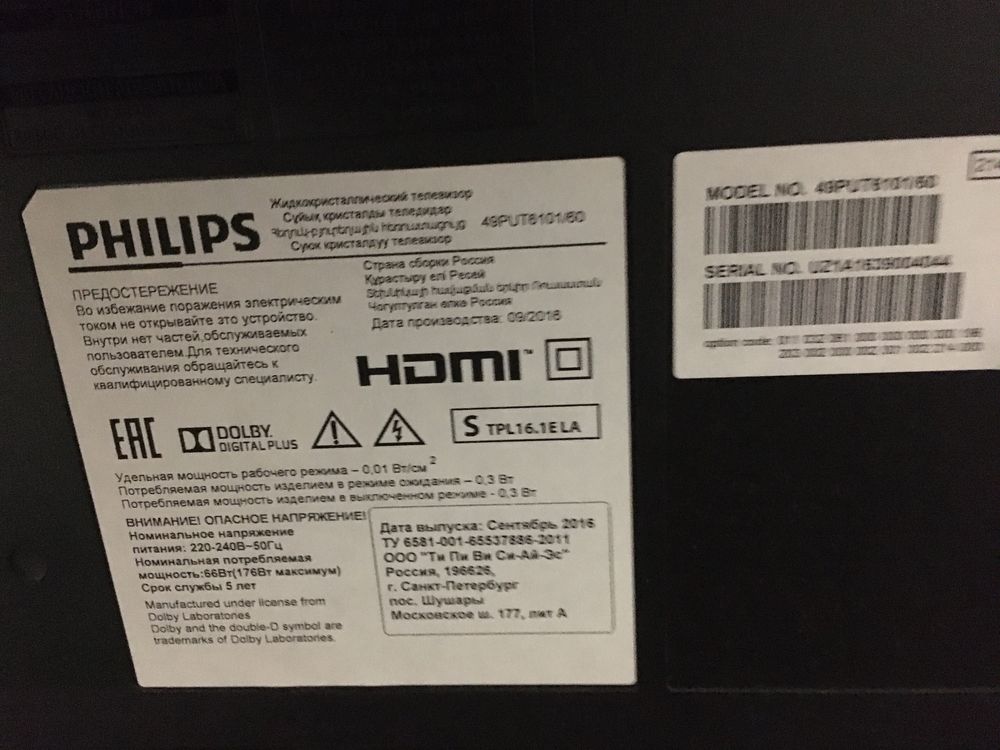 PHILIPS
Жидкокристаллический телевизор
Сұйық кристалды теледидар
Суюк кристалдуу телевизор
49PUT6101/60
ПРЕДОСТЕРЕЖЕНИЕ
Во избежание поражения электрическим
током не открывайте это устройство.
Внутри нет частей,обслуживаемых
пользователем.Для технического
обслуживания обращайтесь к
квалифицированному специалисту.
Страна сборки Россия
Құрастыру елі Ресей
Чогултулган өлкө Россия
Дата производства: 09/2016
HDMI™
EAC
DOLBY.
DIGITAL PLUS
S TPL16.1E LA
Удельная мощность рабочего режима – 0,01 Вт/см²
Потребляемая мощность изделием в режиме ожидания – 0,3 Вт
Потребляемая мощность изделием в выключенном режиме - 0,3 Вт
ВНИМАНИЕ! ОПАСНОЕ НАПРЯЖЕНИЕ!
Номинальное напряжение
питания: 220-240В~50Гц
Номинальная потребляемая
мощность:66Вт(176Вт максимум)
Срок службы 5 лет
Manufactured under license from
Dolby Laboratories
Dolby and the double-D symbol are
trademarks of Dolby Laboratories.
Дата выпуска: Сентябрь 2016
ТУ 6581-001-65537886-2011
ООО "Ти Пи Ви Си-Ай-Эс"
Россия, 196626,
г. Санкт-Петербург
пос. Шушары
Московское ш. 177, лит А
MODEL NO. 49PUT6101/60
SERIAL NO.
option code: